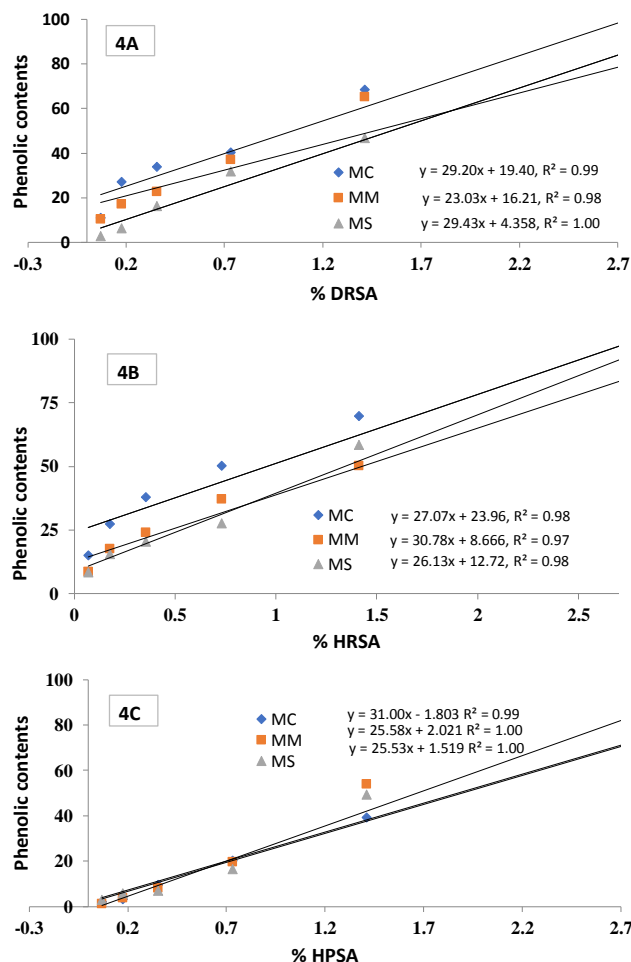 4A
Phenolic contents
100
80
60
40
20
0
-0.3 0.2 0.7 1.2 1.7 2.2 2.7
% DRSA
MC y = 29.20x + 19.40, R² = 0.99
MM y = 23.03x + 16.21, R² = 0.98
MS y = 29.43x + 4.358, R² = 1.00
4B
Phenolic contents
100
75
50
25
0
0 0.5 1 1.5 2 2.5
% HRSA
MC y = 27.07x + 23.96, R² = 0.98
MM y = 30.78x + 8.666, R² = 0.97
MS y = 26.13x + 12.72, R² = 0.98
4C
Phenolic contents
100
80
60
40
20
0
-0.3 0.2 0.7 1.2 1.7 2.2 2.7
% HPSA
MC y = 31.00x - 1.803 R² = 0.99
MM y = 25.58x + 2.021 R² = 1.00
MS y = 25.53x + 1.519 R² = 1.00